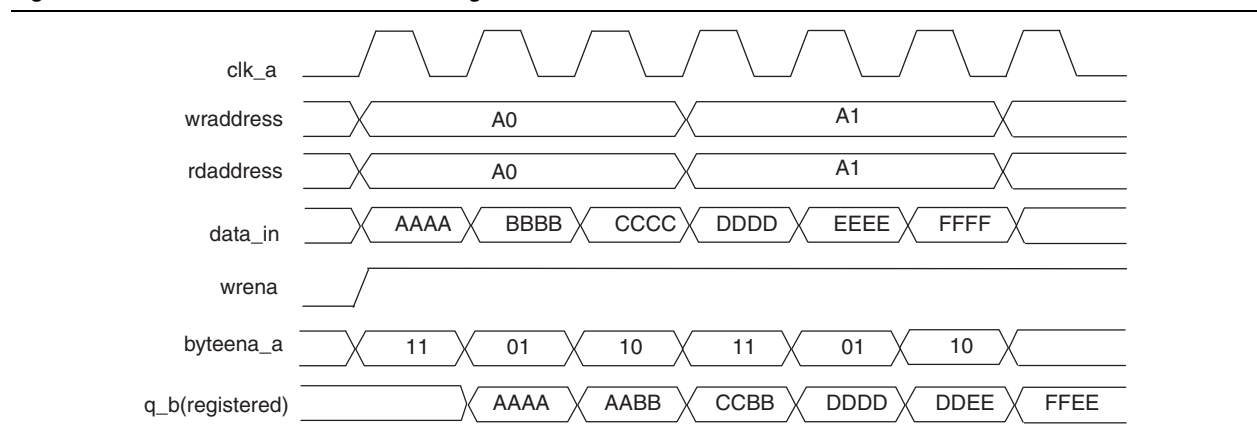 clk_a
wraddress A0 A1
rdaddress A0 A1
data_in AAAA BBBB CCCC DDDD EEEE FFFF
wrena
byteena_a 11 01 10 11 01 10
q_b(registered) AAAA AABB CCBB DDDD DDEE FFEE